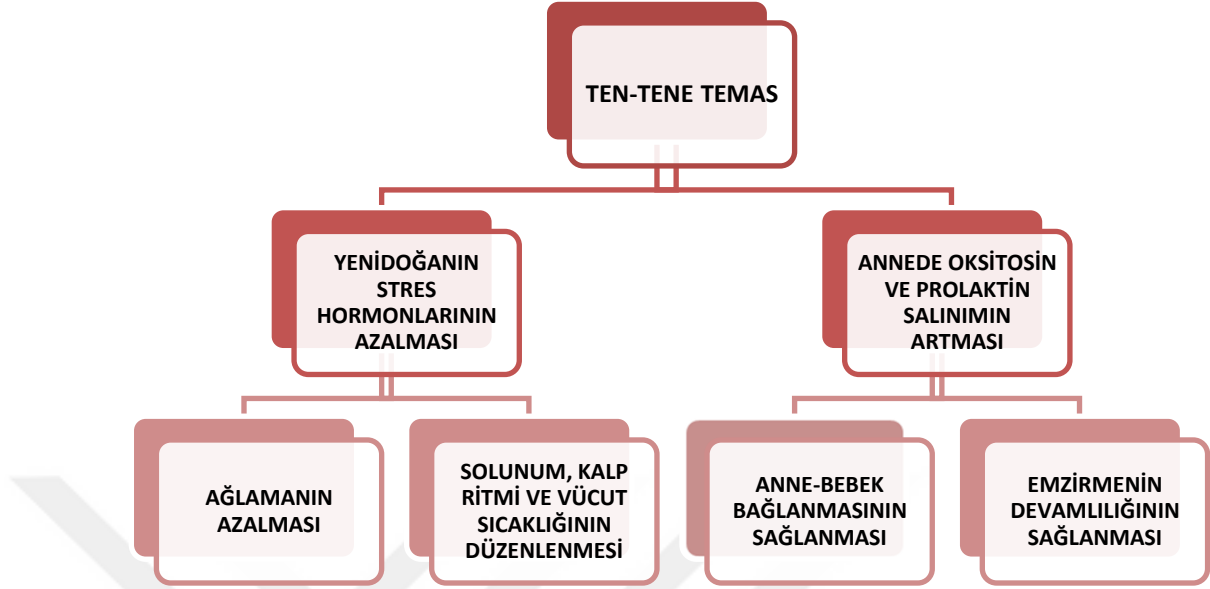 TEN-TENE TEMAS
YENİDOĞANIN
STRES
HORMONLARININ
AZALMASI
AĞLAMANIN
AZALMASI
SOLUNUM, KALP
RİTMİ VE VÜCUT
SICAKLIĞININ
DÜZENLENMESİ
ANNEDE OKSİTOSİN
VE PROLAKTİN
SALINIMIN
ARTMASI
ANNE-BEBEK
BAĞLANMASININ
SAĞLANMASI
EMZİRMENİN
DEVAMLILIĞININ
SAĞLANMASI